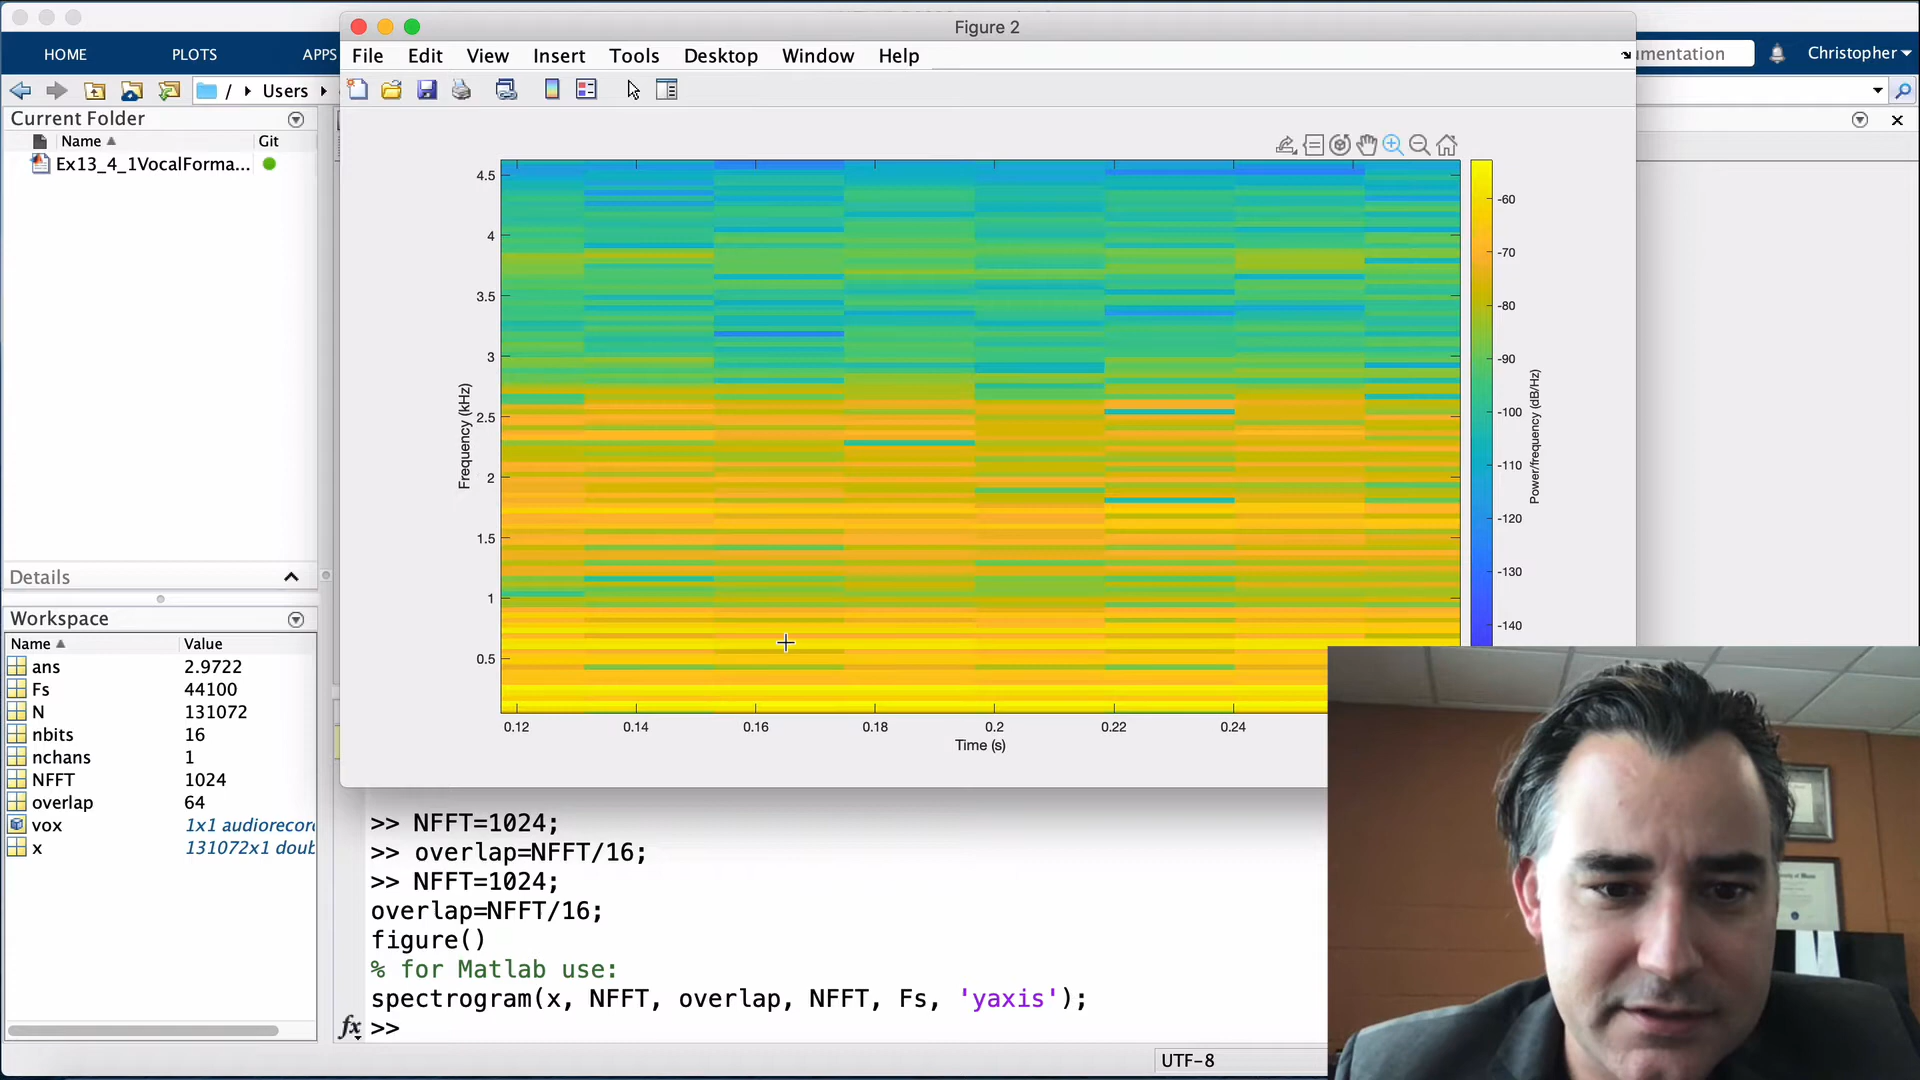 Figure 2
HOME
PLOTS
APPS
File
Edit
View
Insert
Tools
Desktop
Window
Help
Christopher
/
Users
Current Folder
Name
Git
Ex13_4_1VocalForma...
Details
Workspace
Name
Value
ans
2.9722
Fs
44100
N
131072
nbits
16
nchans
1
NFFT
1024
overlap
64
vox
x
4.5
4
3.5
3
2.5
2
1.5
1
0.5
Frequency (kHz)
0.12
0.14
0.16
0.18
0.2
0.22
0.24
Time (s)
-60
-70
-80
-90
-100
-110
-120
-130
-140
Power/frequency (dB/Hz)
>> NFFT=1024;
>> overlap=NFFT/16;
>> NFFT=1024;
overlap=NFFT/16;
figure()
% for Matlab use:
spectrogram(x, NFFT, overlap, NFFT, Fs, 'yaxis');
fx >>
UTF-8